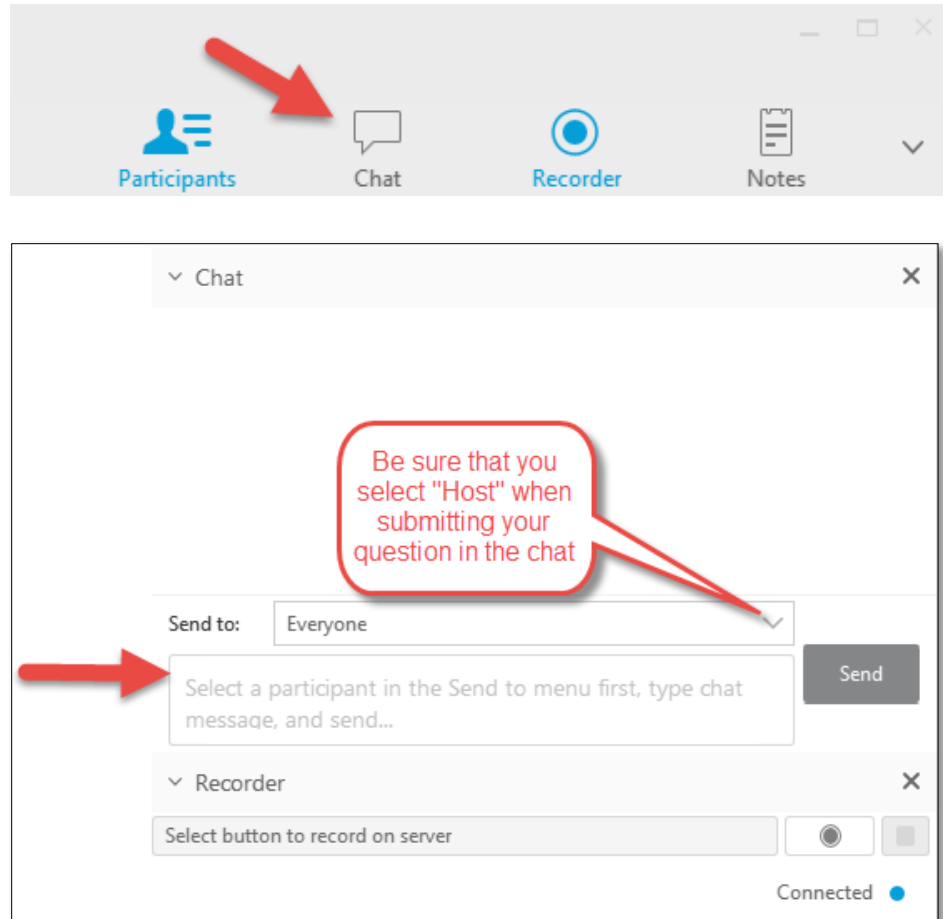 Participants Chat Recorder Notes
Chat
Be sure that you
select "Host" when
submitting your
question in the chat
Send to: Everyone
Select a participant in the Send to menu first, type chat
message, and send...
Send
Recorder
Select button to record on server
Connected